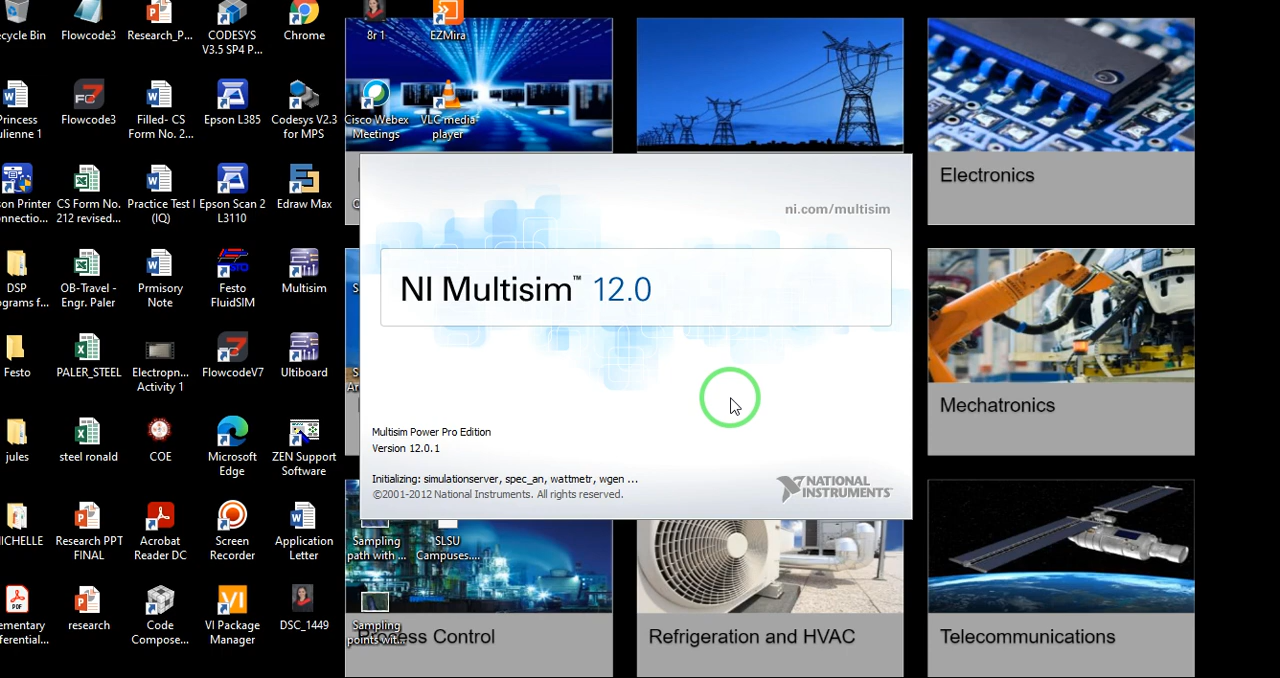 ecycle Bin
Flowcode3
Research_P...
CODESYS
V3.5 SP4 P...
Chrome
8r 1
EZMira
Princess
ulienne 1
Flowcode3
Filled- CS
Form No. 2...
Epson L385
Codesys V2.3
for MPS
Cisco Webex
Meetings
VLC media
player
son Printer
onnectio...
CS Form No.
212 revised...
Practice Test I
(IQ)
Epson Scan 2
L3110
Edraw Max
DSP
ograms f...
OB-Travel -
Engr. Paler
Prmisory
Note
Festo
FluidSIM
Multisim
Festo
PALER_STEEL
Electropn...
Activity 1
FlowcodeV7
Ultiboard
jules
steel ronald
COE
Microsoft
Edge
ZEN Support
Software
ICHELLE
Research PPT
FINAL
Acrobat
Reader DC
Screen
Recorder
Application
Letter
Sampling
path with ...
SLSU
Campuses....
ementary
fferential...
research
Code
Compose...
VI Package
Manager
DSC_1449
Sampling
points wit...
ni.com/multisim
NI Multisim™ 12.0
Multisim Power Pro Edition
Version 12.0.1
Initializing: simulationserver, spec_an, wattmetr, wgen ...
©2001-2012 National Instruments. All rights reserved.
NATIONAL
INSTRUMENTS
Electronics
Mechatronics
Process Control
Refrigeration and HVAC
Telecommunications